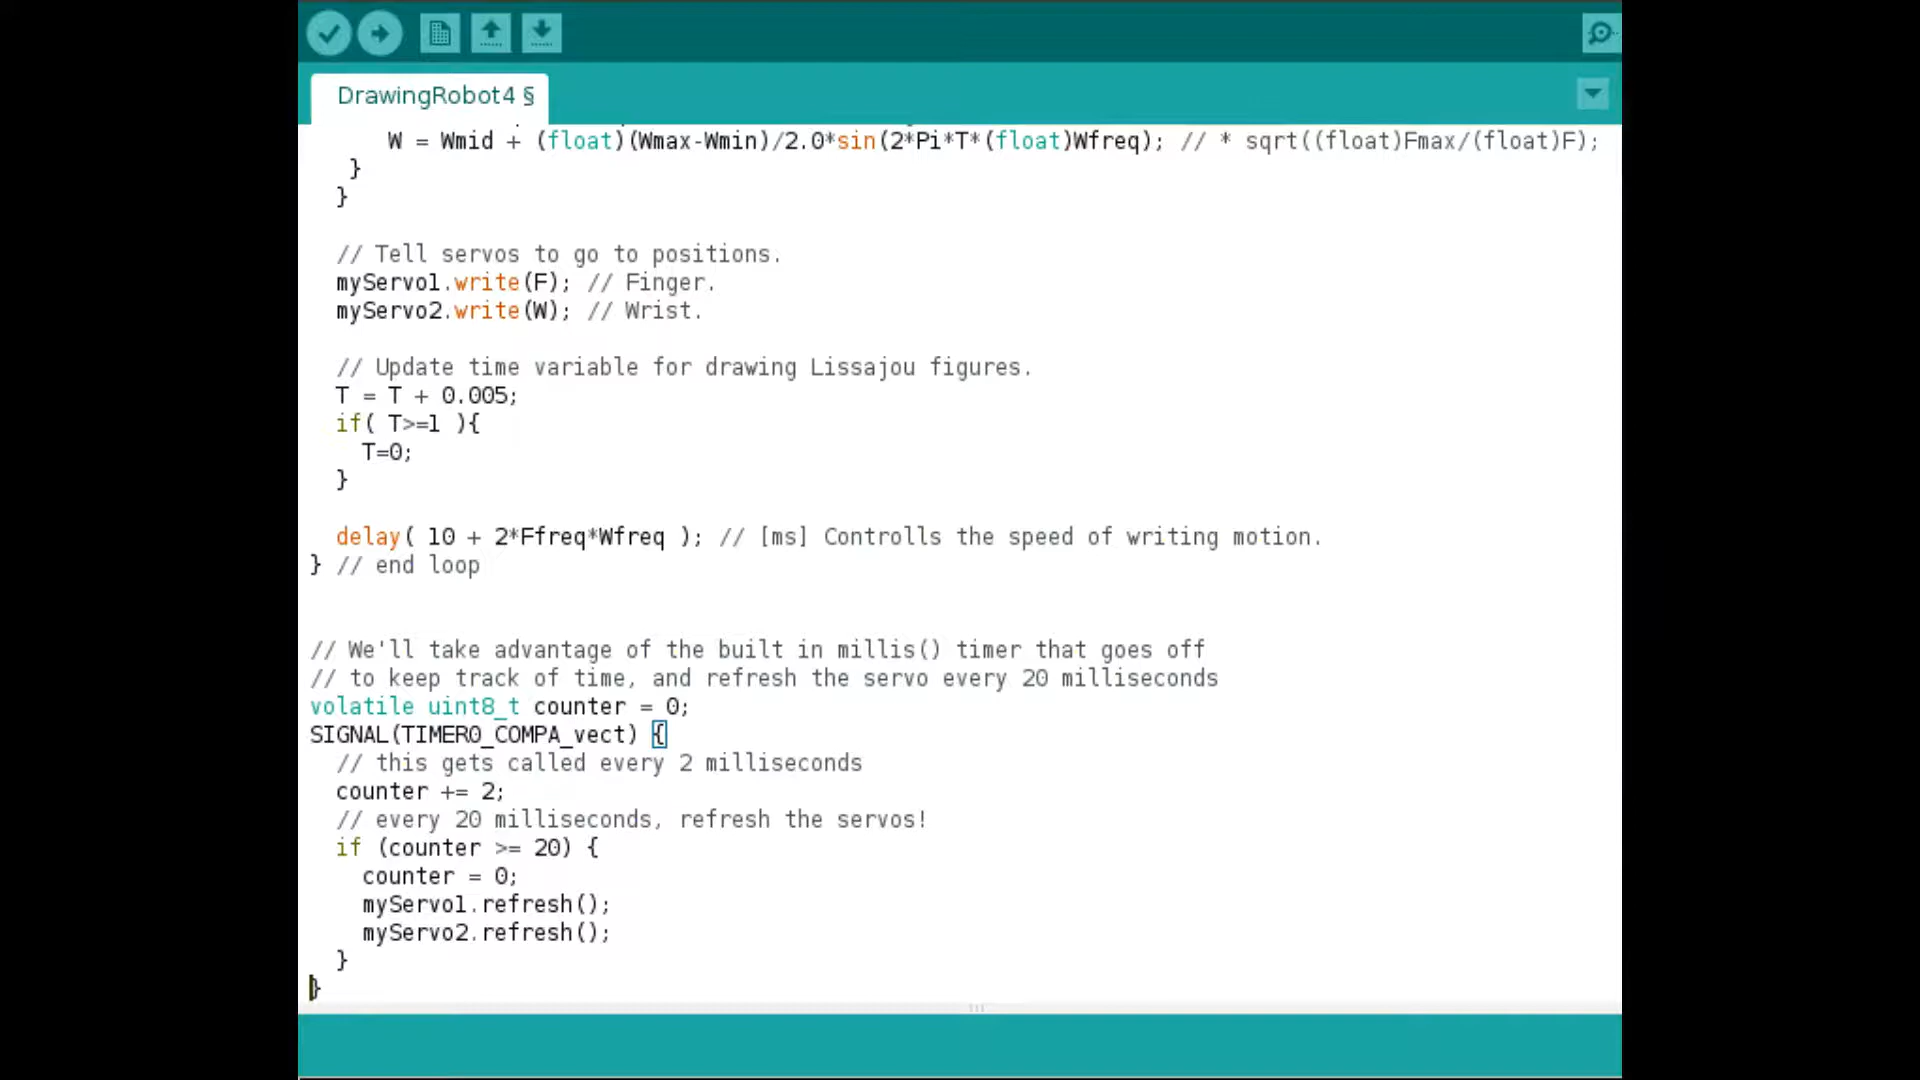 DrawingRobot4 §
W = Wmid + (float)(Wmax-Wmin)/2.0*sin(2*Pi*T*(float)Wfreq); // * sqrt((float)Fmax/(float)F);
}
}
// Tell servos to go to positions.
myServo1.write(F); // Finger.
myServo2.write(W); // Wrist.
// Update time variable for drawing Lissajou figures.
T = T + 0.005;
if( T>=1 ){
T=0;
}
delay( 10 + 2*Ffreq*Wfreq ); // [ms] Controlls the speed of writing motion.
} // end loop
// We'll take advantage of the built in millis() timer that goes off
// to keep track of time, and refresh the servo every 20 milliseconds
volatile uint8_t counter = 0;
SIGNAL(TIMER0_COMPA_vect) {
// this gets called every 2 milliseconds
counter += 2;
// every 20 milliseconds, refresh the servos!
if (counter >= 20) {
counter = 0;
myServo1.refresh();
myServo2.refresh();
}
}